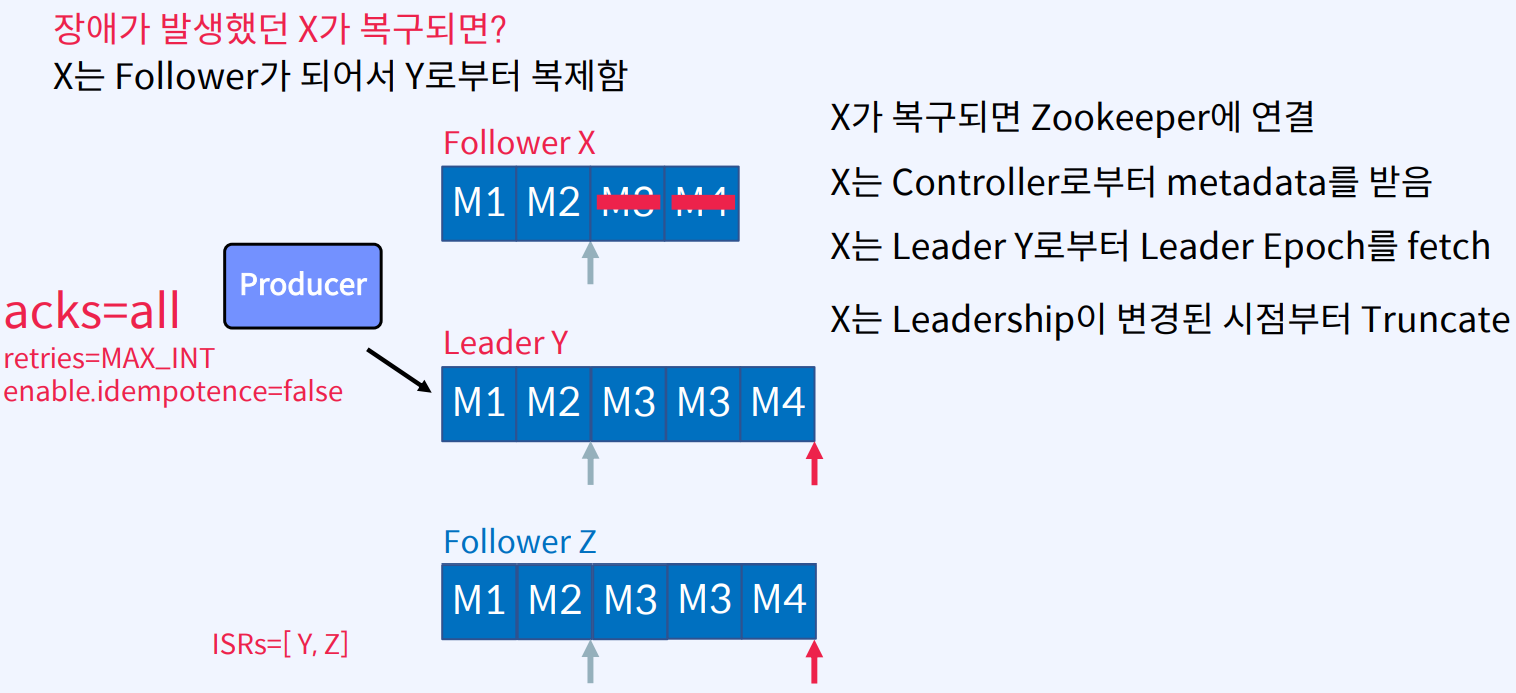 장애가 발생했던 X가 복구되면?
X는 Follower가 되어서 Y로부터 복제함
X가 복구되면 Zookeeper에 연결
X는 Controller로부터 metadata를 받음
X는 Leader Y로부터 Leader Epoch를 fetch
X는 Leadership이 변경된 시점부터 Truncate
Follower X
M1 M2 M3 M4
Producer
acks=all
retries=MAX_INT
enable.idempotence=false
Leader Y
M1 M2 M3 M3 M4
Follower Z
M1 M2 M3 M3 M4
ISRs=[ Y, Z]